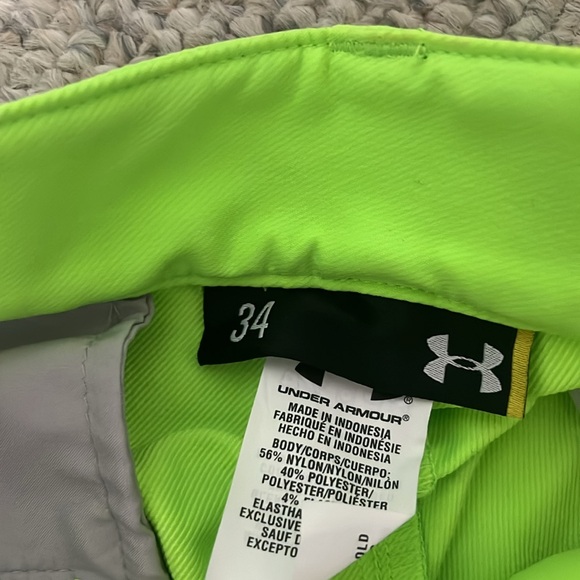 34
UNDER ARMOUR®
MADE IN INDONESIA
FABRIQUÉ EN INDONÉSIE
HECHO EN INDONESIA
BODY/CORPS/CUERPO:
56% NYLON/NYLON/NILÓN
40% POLYESTER/
POLYESTER/POLIÉSTER
4%
ELASTHA
EXCLUSIVE
SAUF D
EXCEPTO
OLD